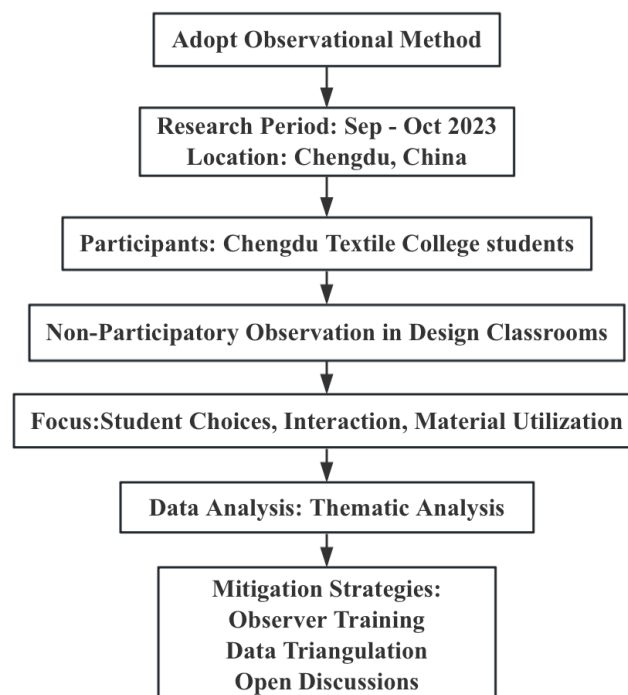 Adopt Observational Method
Research Period: Sep - Oct 2023
Location: Chengdu, China
Participants: Chengdu Textile College students
Non-Participatory Observation in Design Classrooms
Focus:Student Choices, Interaction, Material Utilization
Data Analysis: Thematic Analysis
Mitigation Strategies:
Observer Training
Data Triangulation
Open Discussions